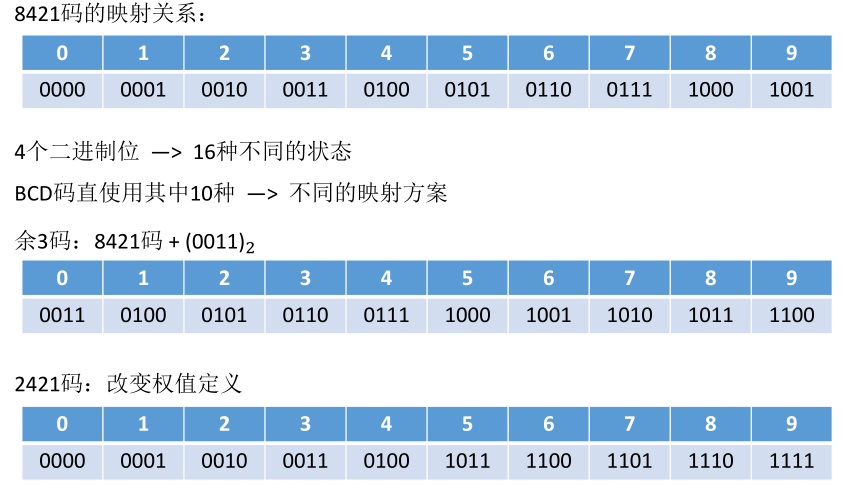 8421码的映射关系：
0 1 2 3 4 5 6 7 8 9
0000 0001 0010 0011 0100 0101 0110 0111 1000 1001
4个二进制位 —> 16种不同的状态
BCD码直使用其中10种 —> 不同的映射方案
余3码：8421码 + (0011)₂
0 1 2 3 4 5 6 7 8 9
0011 0100 0101 0110 0111 1000 1001 1010 1011 1100
2421码：改变权值定义
0 1 2 3 4 5 6 7 8 9
0000 0001 0010 0011 0100 1011 1100 1101 1110 1111